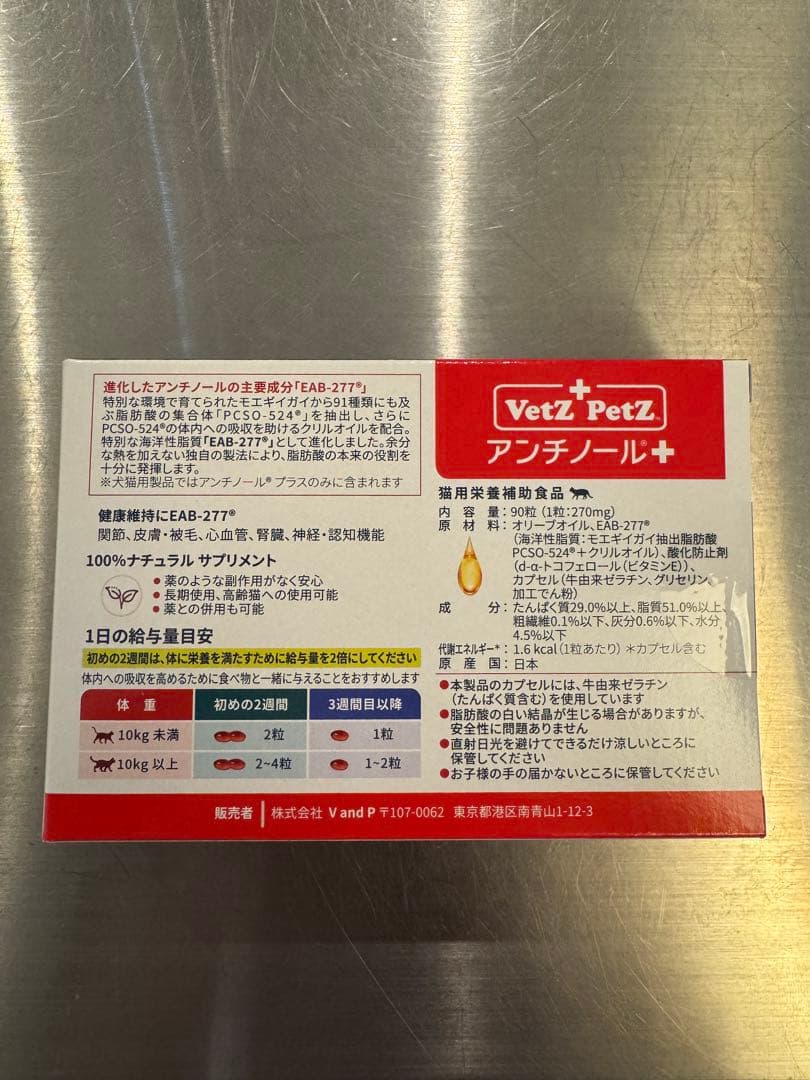 進化したアンチノールの主要成分「EAB-277®」
特別な環境で育てられたモエギイガイから91種類にも及
ぶ脂肪酸の集合体「PCSO-524®」を抽出し、さらに
PCSO-524®の体内への吸収を助けるクリルオイルを配合。
特別な海洋性脂質「EAB-277®」として進化しました。余分
な熱を加えない独自の製法により、脂肪酸の本来の役割を
十分に発揮します。
※犬猫用製品ではアンチノール® プラスのみに含まれます
健康維持にEAB-277®
関節、皮膚・被毛、心血管、腎臓、神経・認知機能
100%ナチュラル サプリメント
●薬のような副作用がなく安心
●長期使用、高齢猫への使用可能
●薬との併用も可能
1日の給与量目安
初めの2週間は、体に栄養を満たすために給与量を2倍にしてください
体内への吸収を高めるために食べ物と一緒に与えることをおすすめします
体 重 初めの2週間 3週間目以降
10kg 未満 2粒 1粒
10kg 以上 2~4粒 1~2粒
VetZ PetZ
アンチノール®+
猫用栄養補助食品
内容量：90粒（1粒：270mg）
原材料：オリーブオイル、EAB-277®
（海洋性脂質：モエギイガイ抽出脂肪酸
PCSO-524®＋クリルオイル）、酸化防止剤
（d-α-トコフェロール（ビタミンE））、
カプセル（牛由来ゼラチン、グリセリン、
加工でん粉）
成分：たんぱく質29.0%以上、脂質51.0%以上、
粗繊維0.1%以下、灰分0.6%以下、水分
4.5%以下
代謝エネルギー*：1.6 kcal（1粒あたり）＊カプセル含む
原産国：日本
●本製品のカプセルには、牛由来ゼラチン
（たんぱく質含む）を使用しています
●脂肪酸の白い結晶が生じる場合がありますが、
安全性に問題ありません
●直射日光を避けてできるだけ涼しいところに
保管してください
●お子様の手の届かないところに保管してください
販売者 株式会社 V and P 〒107-0062 東京都港区南青山1-12-3